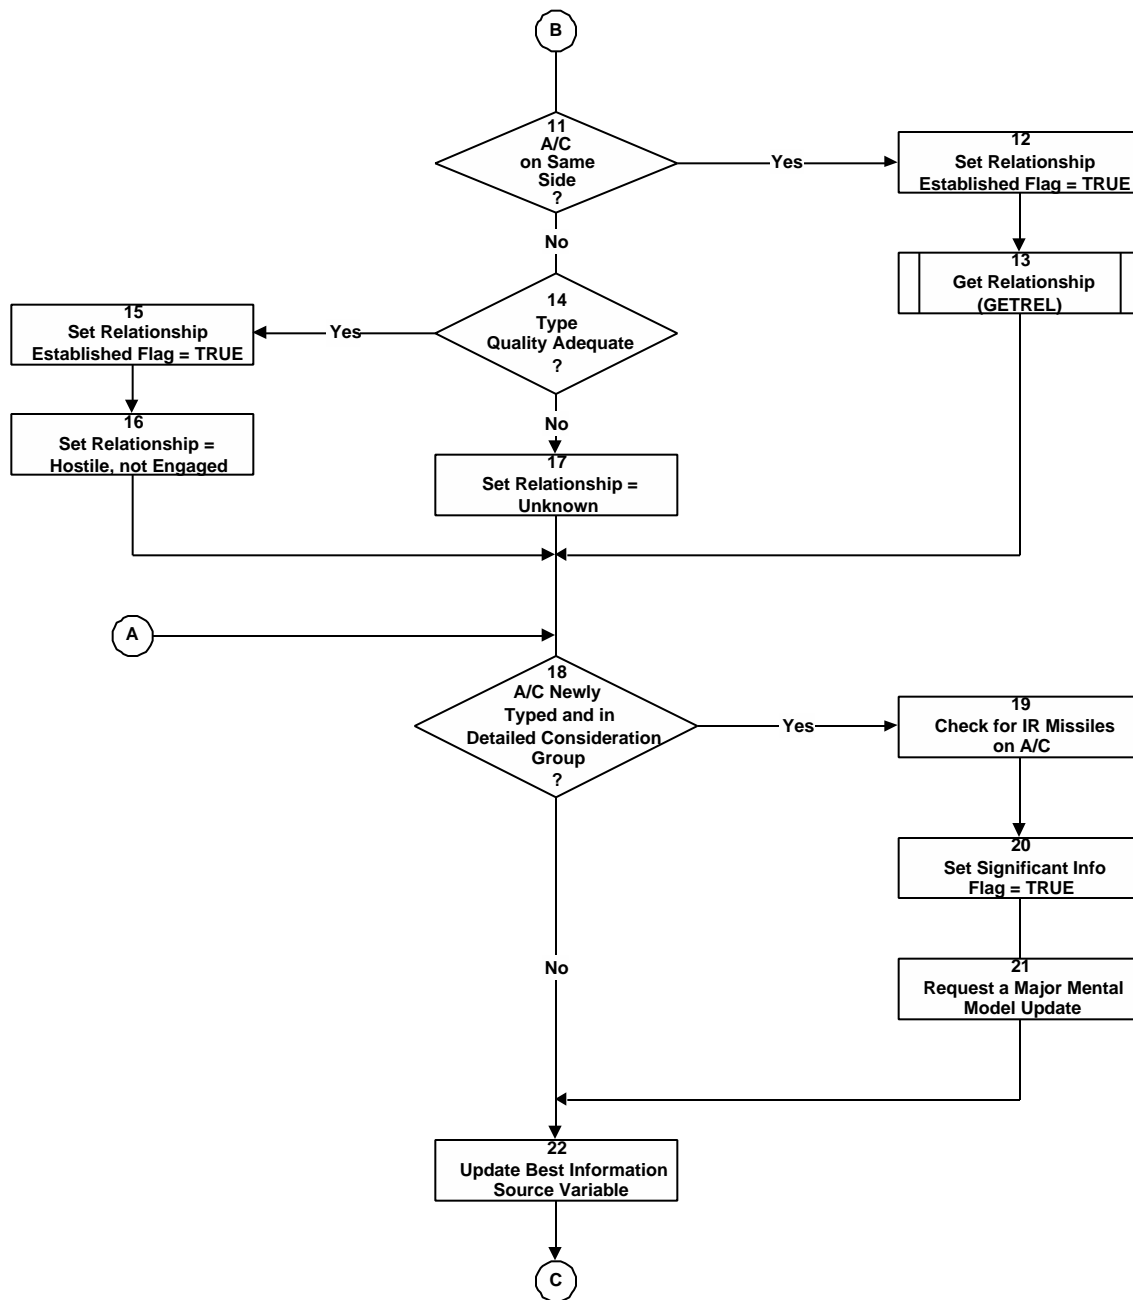 B
11
A/C
on Same
Side
?
Yes
12
Set Relationship
Established Flag = TRUE
No
13
Get Relationship
(GETREL)
14
Type
Quality Adequate
?
Yes
15
Set Relationship
Established Flag = TRUE
16
Set Relationship =
Hostile, not Engaged
No
17
Set Relationship =
Unknown
A
18
A/C Newly
Typed and in
Detailed Consideration
Group
?
Yes
19
Check for IR Missiles
on A/C
20
Set Significant Info
Flag = TRUE
No
21
Request a Major Mental
Model Update
22
Update Best Information
Source Variable
C